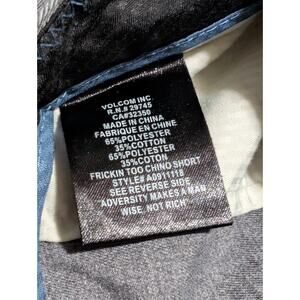 VOLCOM INC
R.N.# 29745
CA#32350
MADE IN CHINA
FABRIQUE EN CHINE
65%POLYESTER
35%COTTON
65%POLYESTER
35%COTON
FRICKIN TOO CHINO SHORT
STYLE# A0911118
SEE REVERSE SIDE
ADVERSITY MAKES A MAN
WISE, NOT RICH"